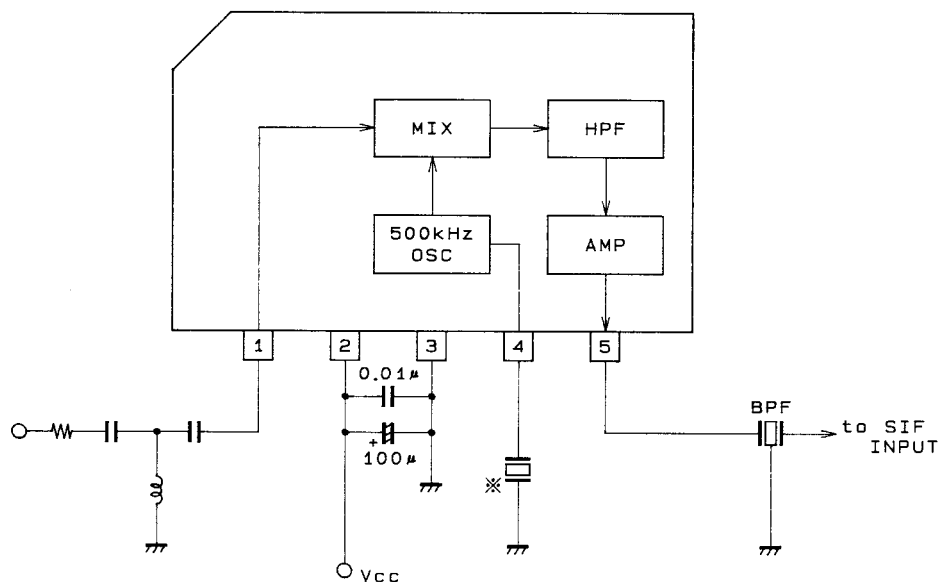 MIX
HPF
500kHz
OSC
AMP
1
2
3
4
5
0.01μ
+
100μ
※
BPF
to SIF
INPUT
Vcc